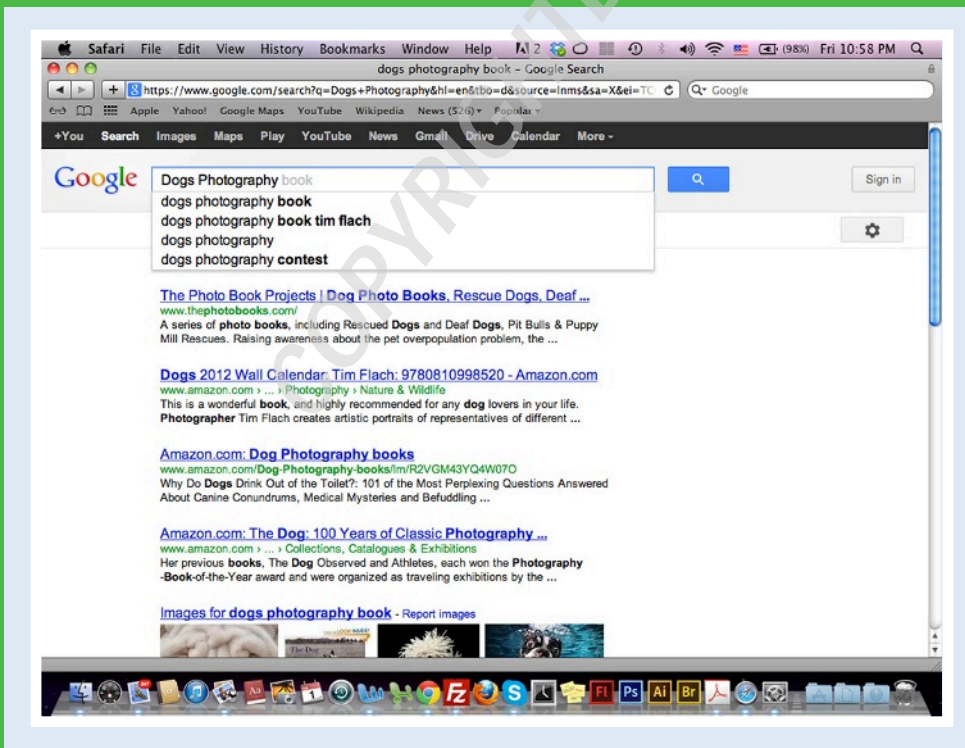 Safari File Edit View History Bookmarks Window Help 2 (98%) Fri 10:58 PM
dogs photography book – Google Search
https://www.google.com/search?q=Dogs+Photography&hl=en&tbo=d&source=lnms&sa=X&ei=TC Google
Apple Yahoo! Google Maps YouTube Wikipedia News (526) Popular
+You Search Images Maps Play YouTube News Gmail Drive Calendar More
Google Dogs Photography book Sign in
dogs photography book
dogs photography book tim flach
dogs photography
dogs photography contest
The Photo Book Projects | Dog Photo Books, Rescue Dogs, Deaf ...
www.thephotobooks.com/
A series of photo books, including Rescued Dogs and Deaf Dogs, Pit Bulls & Puppy
Mill Rescues. Raising awareness about the pet overpopulation problem, the ...
Dogs 2012 Wall Calendar: Tim Flach: 9780810998520 - Amazon.com
www.amazon.com › ... › Photography › Nature & Wildlife
This is a wonderful book, and highly recommended for any dog lovers in your life.
Photographer Tim Flach creates artistic portraits of representatives of different ...
Amazon.com: Dog Photography books
www.amazon.com/Dog-Photography-books/lm/R2VGM43YQ4W07O
Why Do Dogs Drink Out of the Toilet?: 101 of the Most Perplexing Questions Answered
About Canine Conundrums, Medical Mysteries and Befuddling ...
Amazon.com: The Dog: 100 Years of Classic Photography ...
www.amazon.com › ... › Collections, Catalogues & Exhibitions
Her previous books, The Dog Observed and Athletes, each won the Photography
-Book-of-the-Year award and were organized as traveling exhibitions by the ...
Images for dogs photography book - Report images
The Dog
Fz S FL Ps Ai Br